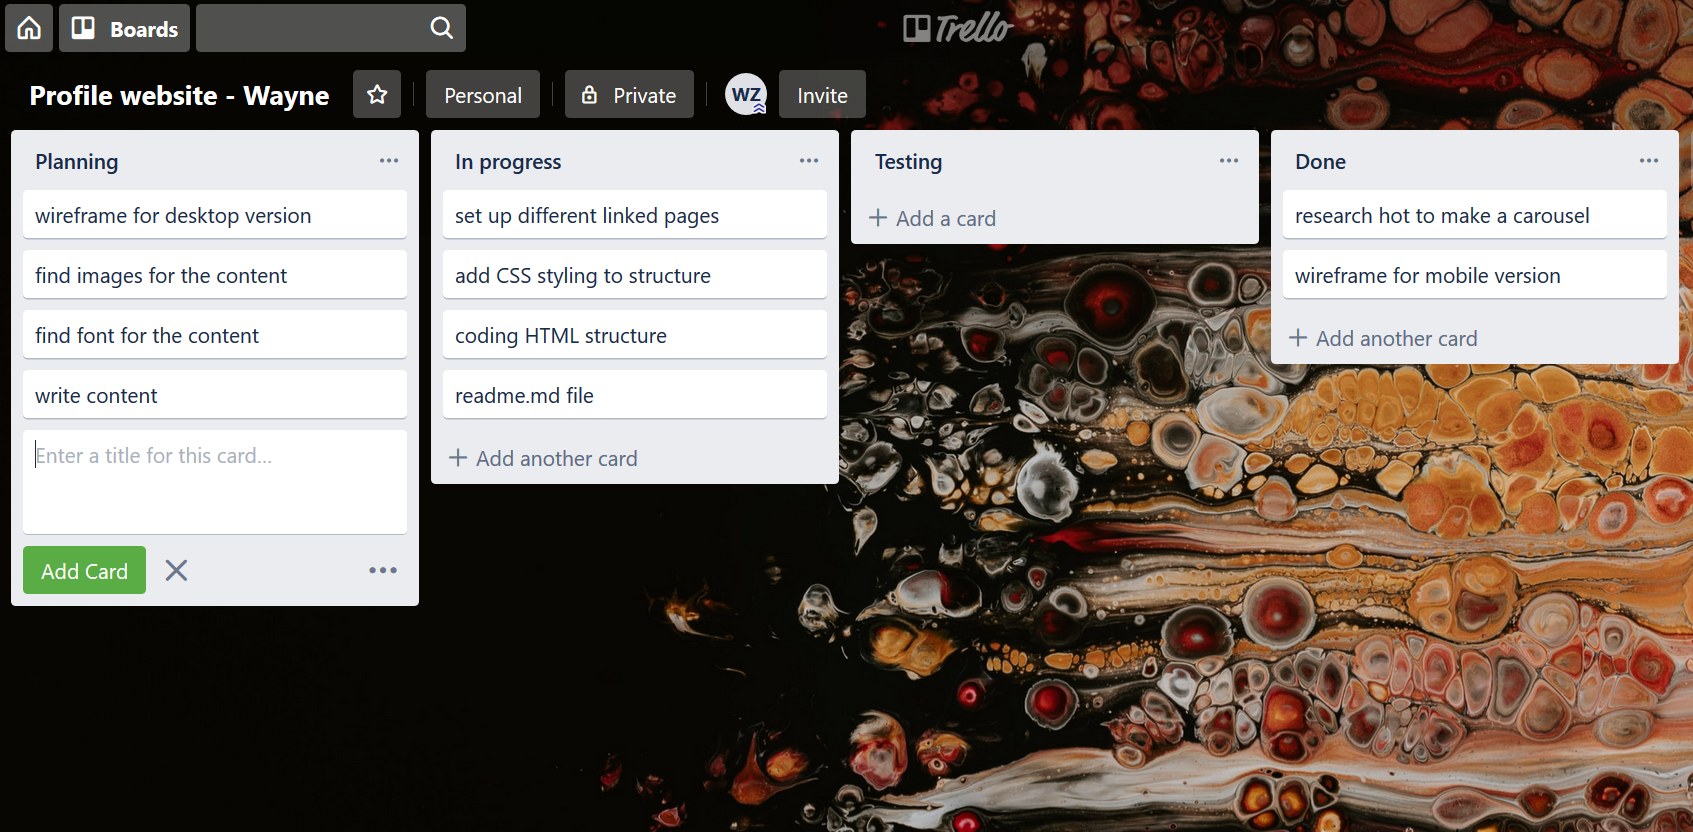 Boards
Trello
Profile website - Wayne
Personal
Private
WZ
Invite
Planning
wireframe for desktop version
find images for the content
find font for the content
write content
Enter a title for this card...
Add Card
In progress
set up different linked pages
add CSS styling to structure
coding HTML structure
readme.md file
+ Add another card
Testing
+ Add a card
Done
research hot to make a carousel
wireframe for mobile version
+ Add another card